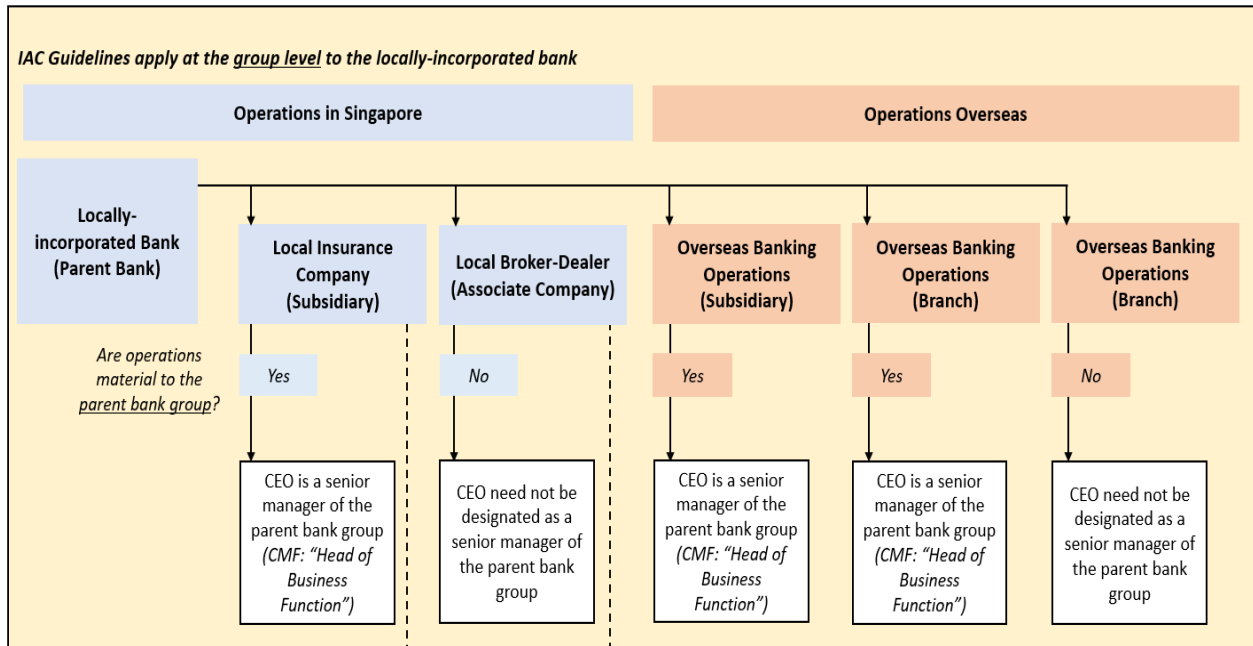 IAC Guidelines apply at the group level to the locally-incorporated bank
Operations in Singapore
Operations Overseas
Locally-
incorporated Bank
(Parent Bank)
Local Insurance
Company
(Subsidiary)
Local Broker-Dealer
(Associate Company)
Overseas Banking
Operations
(Subsidiary)
Overseas Banking
Operations
(Branch)
Overseas Banking
Operations
(Branch)
Are operations
material to the
parent bank group?
Yes
No
Yes
Yes
No
CEO is a senior
manager of the
parent bank group
(CMF: “Head of
Business
Function”)
CEO need not be
designated as a
senior manager of
the parent bank
group
CEO is a senior
manager of the
parent bank group
(CMF: “Head of
Business
Function”)
CEO is a senior
manager of the
parent bank group
(CMF: “Head of
Business
Function”)
CEO need not be
designated as a
senior manager of
the parent bank
group